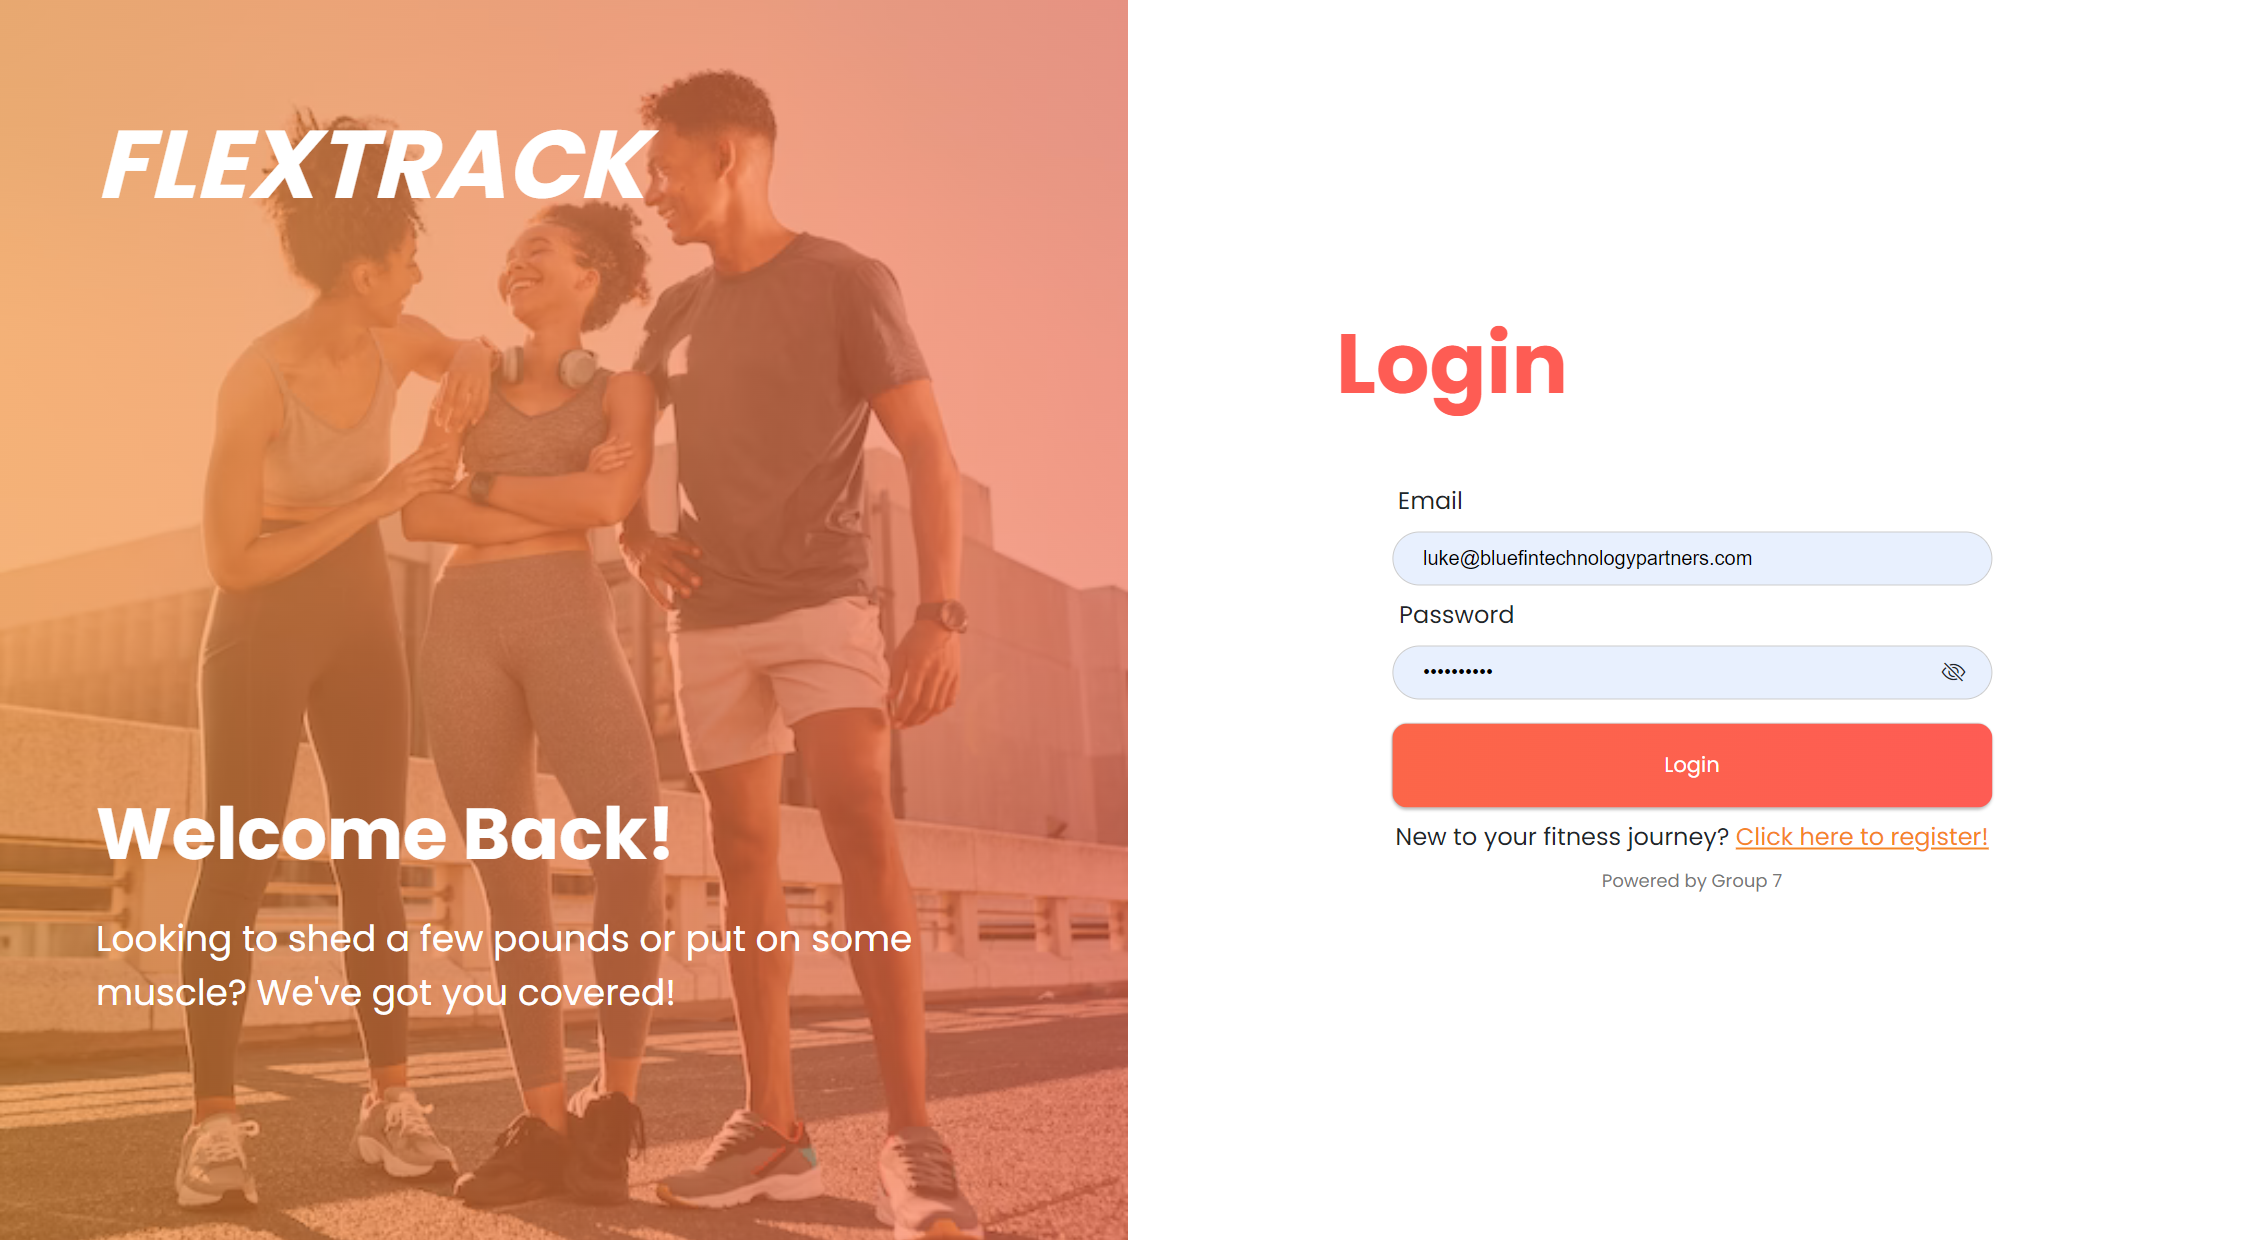 FLEXTRACK
Welcome Back!
Looking to shed a few pounds or put on some
muscle? We've got you covered!
Login
Email
luke@bluefintechnologypartners.com
Password
••••••••••
Login
New to your fitness journey? Click here to register!
Powered by Group 7